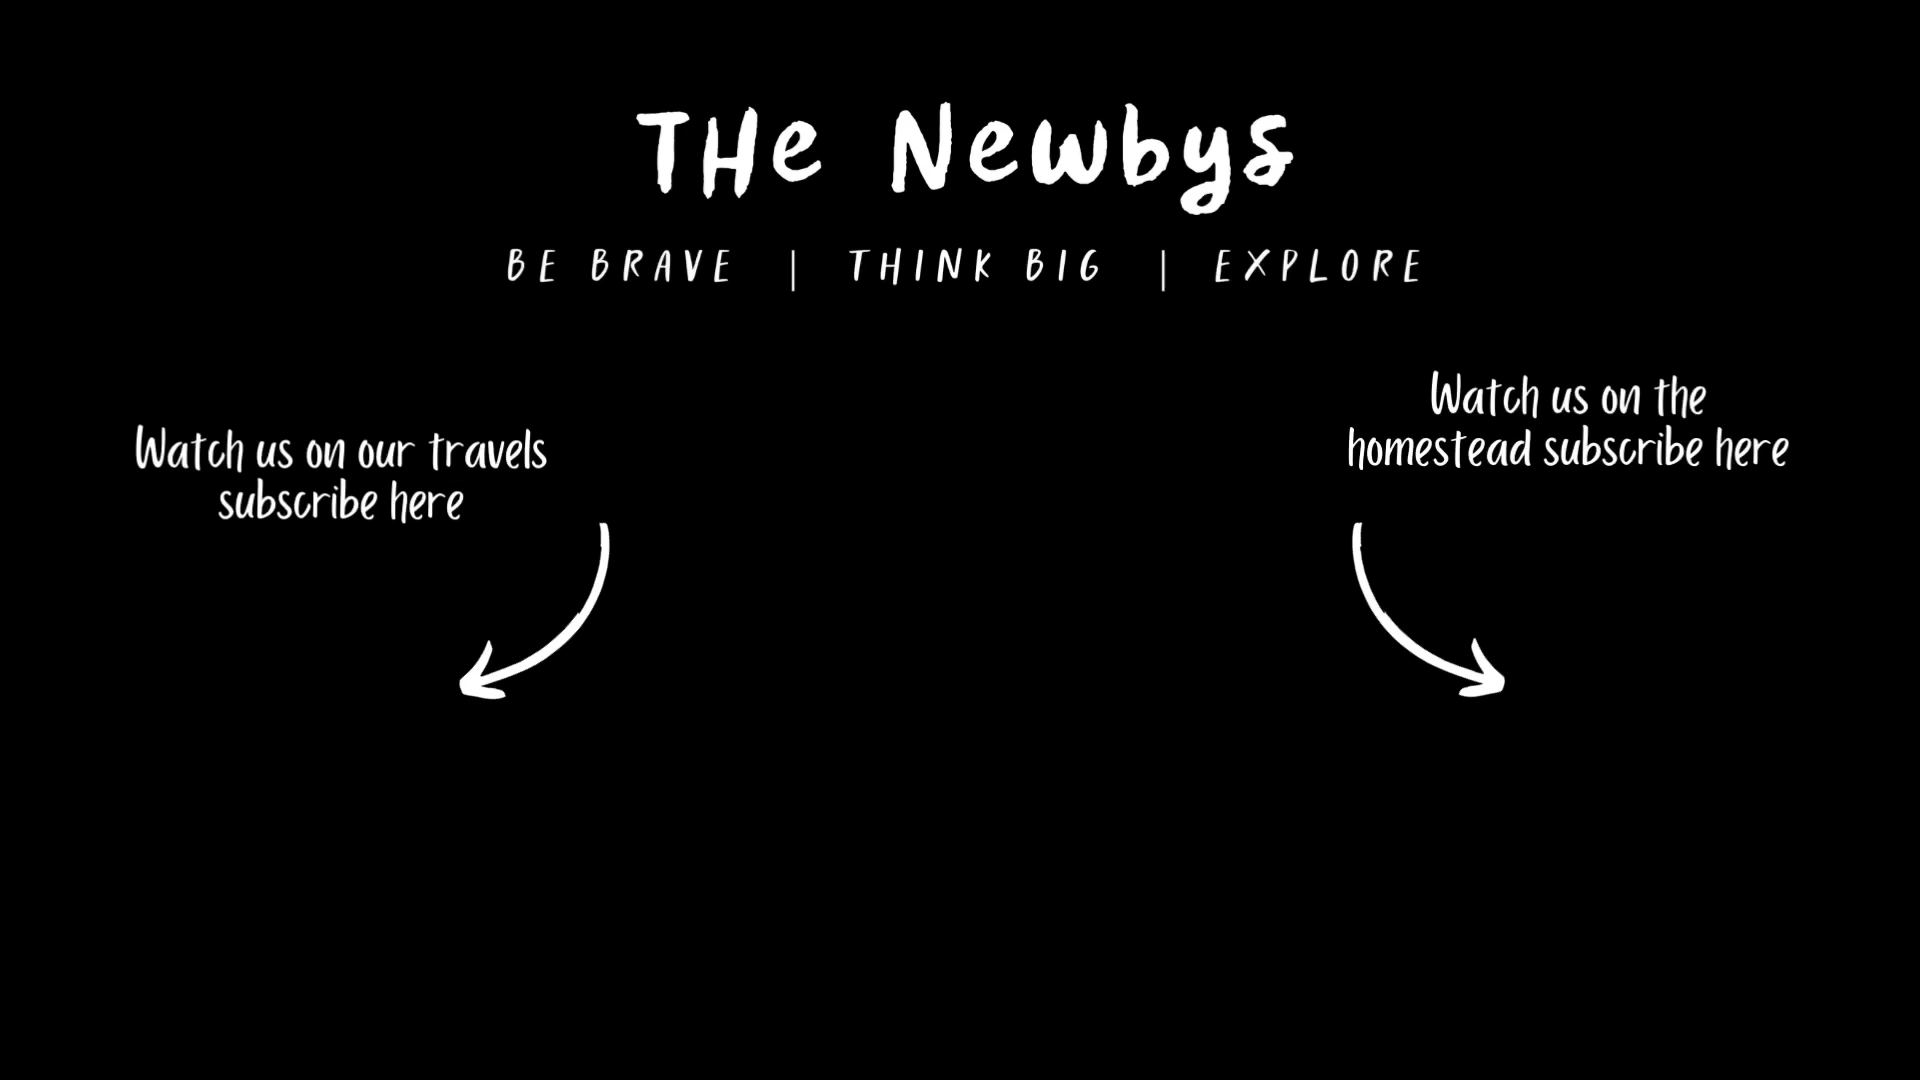 THe Newbys
BE BRAVE | THINK BIG | EXPLORE
Watch us on our travels
subscribe here
Watch us on the
homestead subscribe here